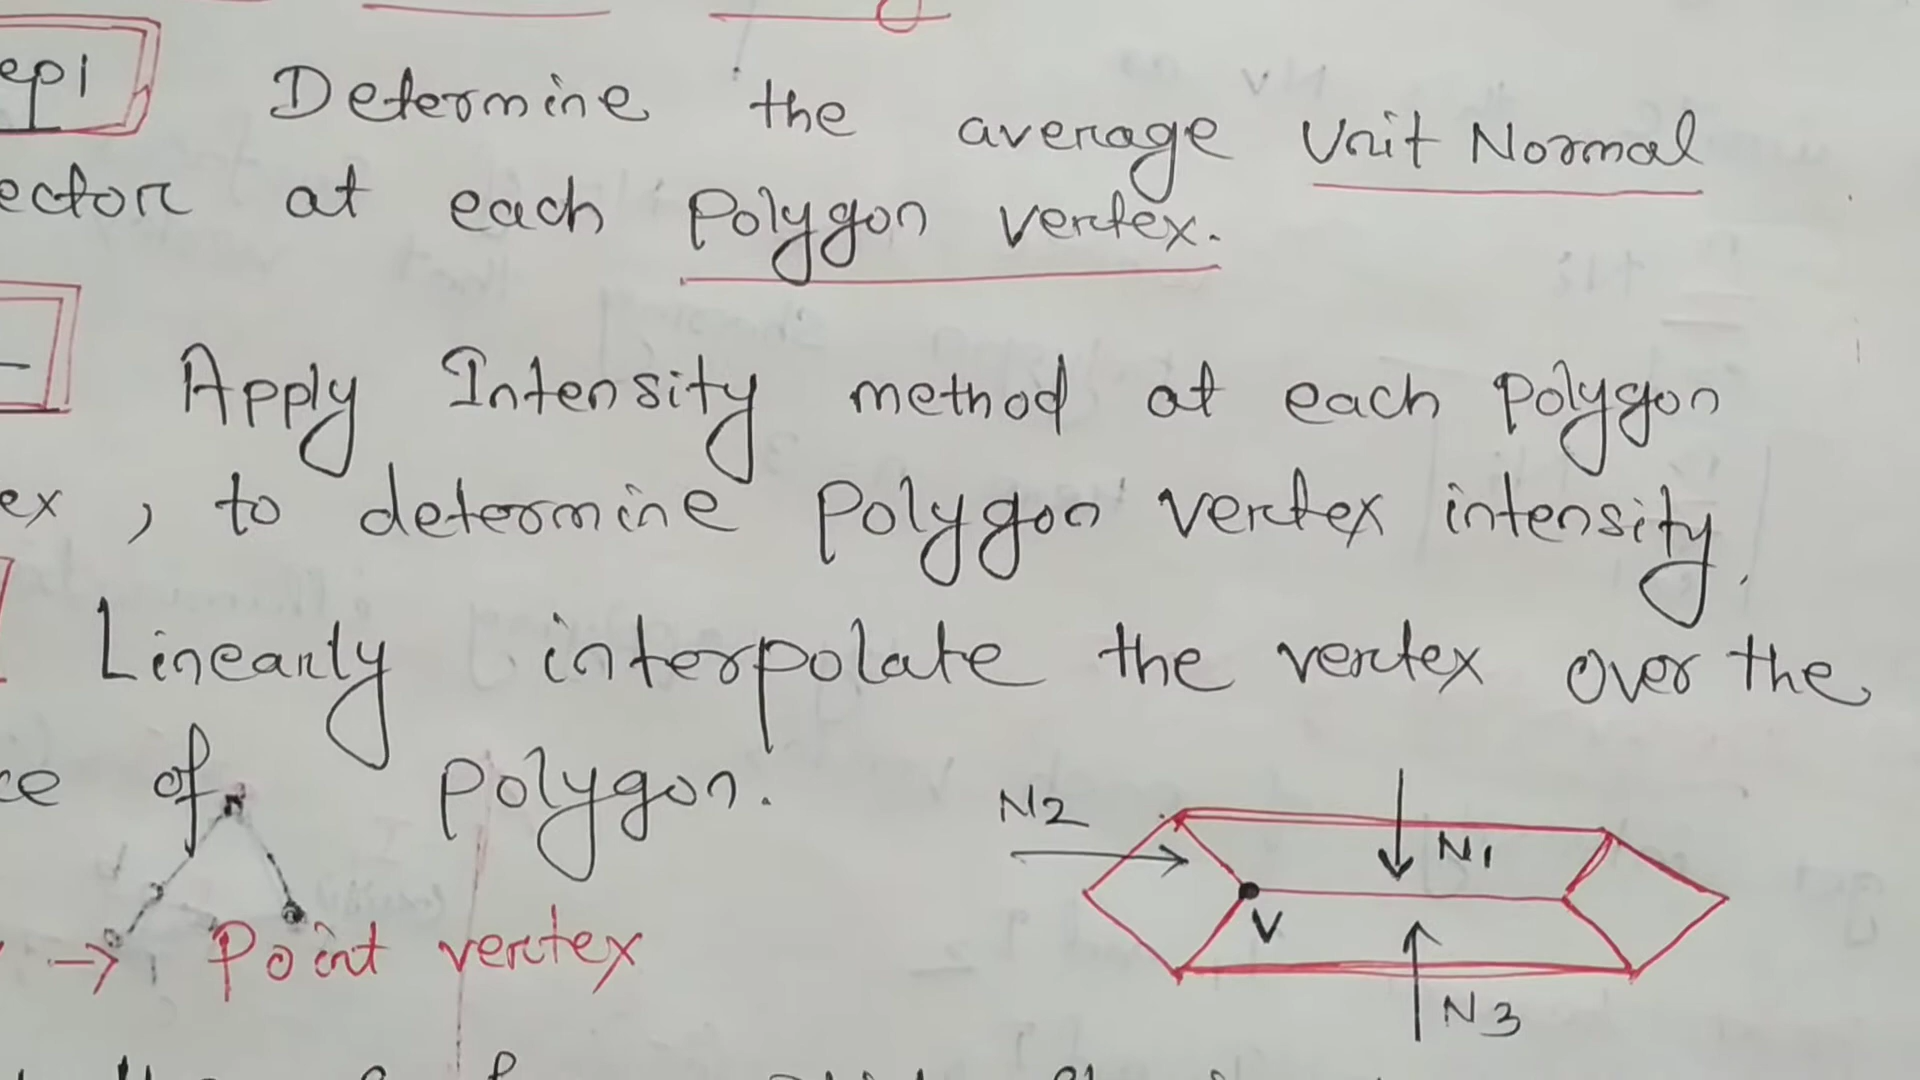 ep1 Determine the average Unit Normal
ector at each Polygon vertex.
Apply Intensity method at each polygon
ex, to determine Polygon vertex intensity.
Linearly interpolate the vertex over the
ce of polygon.
N2
N1
V
→ Point vertex
N3